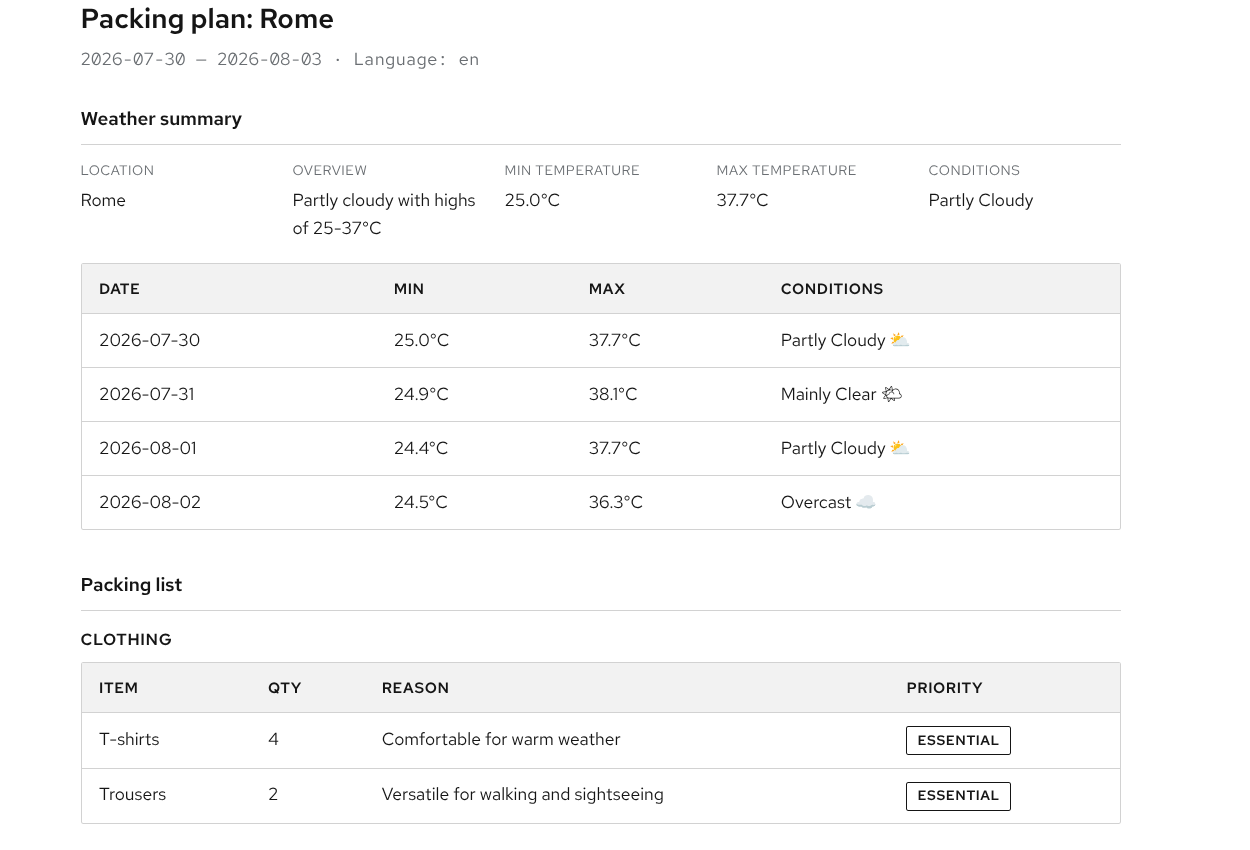 Packing plan: Rome
2026-07-30 — 2026-08-03 · Language: en
Weather summary
LOCATION OVERVIEW MIN TEMPERATURE MAX TEMPERATURE CONDITIONS
Rome Partly cloudy with highs 25.0°C 37.7°C Partly Cloudy
of 25-37°C
DATE MIN MAX CONDITIONS
2026-07-30 25.0°C 37.7°C Partly Cloudy ⛅
2026-07-31 24.9°C 38.1°C Mainly Clear 🌤
2026-08-01 24.4°C 37.7°C Partly Cloudy ⛅
2026-08-02 24.5°C 36.3°C Overcast ☁️
Packing list
CLOTHING
ITEM QTY REASON PRIORITY
T-shirts 4 Comfortable for warm weather ESSENTIAL
Trousers 2 Versatile for walking and sightseeing ESSENTIAL